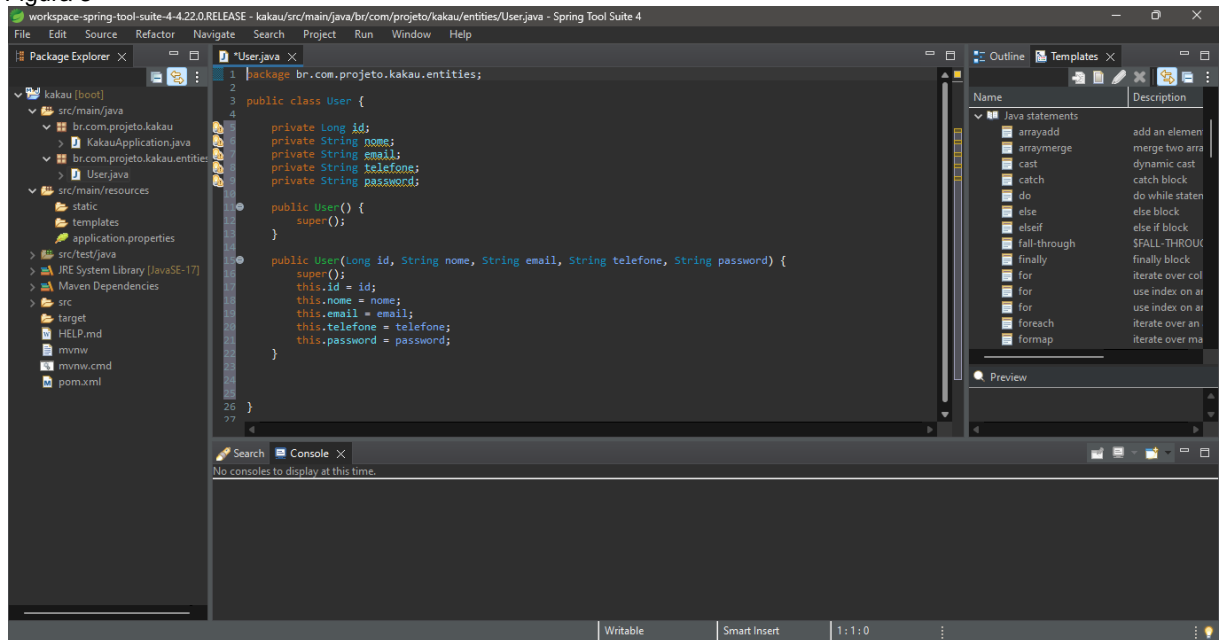 workspace-spring-tool-suite-4-4.22.0.RELEASE - kakau/src/main/java/br/com/projeto/kakau/entities/User.java - Spring Tool Suite 4
File Edit Source Refactor Navigate Search Project Run Window Help
Package Explorer
kakau [boot]
src/main/java
br.com.projeto.kakau
KakauApplication.java
br.com.projeto.kakau.entities
User.java
src/main/resources
static
templates
application.properties
src/test/java
JRE System Library [JavaSE-17]
Maven Dependencies
src
target
HELP.md
mvnw
mvnw.cmd
pom.xml
*User.java
1 package br.com.projeto.kakau.entities;
2
3 public class User {
4
5 private Long id;
6 private String nome;
7 private String email;
8 private String telefone;
9 private String password;
10
11 public User() {
12 super();
13 }
14
15 public User(Long id, String nome, String email, String telefone, String password) {
16 super();
17 this.id = id;
18 this.nome = nome;
19 this.email = email;
20 this.telefone = telefone;
21 this.password = password;
22 }
23
24
25
26 }
27
Outline Templates
Name Description
Java statements
arrayadd add an elemen
arraymerge merge two arra
cast dynamic cast
catch catch block
do do while staten
else else block
elseif else if block
fall-through $FALL-THROUG
finally finally block
for iterate over col
for use index on ar
for use index on ar
foreach iterate over an
formap iterate over ma
Preview
Search Console
No consoles to display at this time.
Writable Smart Insert 1 : 1 : 0